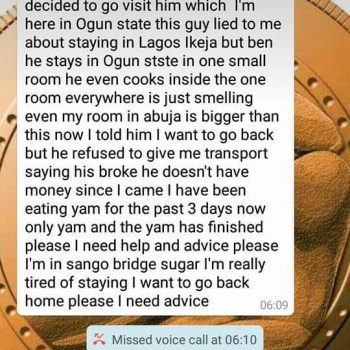 decided to go visit him which  I'm
here in Ogun state this guy lied to me
about staying in Lagos Ikeja but ben
he stays in Ogun stste in one small
room he even cooks inside the one
room everywhere is just smelling
even my room in abuja is bigger than
this now I told him I want to go back
but he refused to give me transport
saying his broke he doesn't have
money since I came I have been
eating yam for the past 3 days now
only yam and the yam has finished
please I need help and advice please
I'm in sango bridge sugar I'm really
tired of staying I want to go back
home please I need advice
06:09
Missed voice call at 06:10